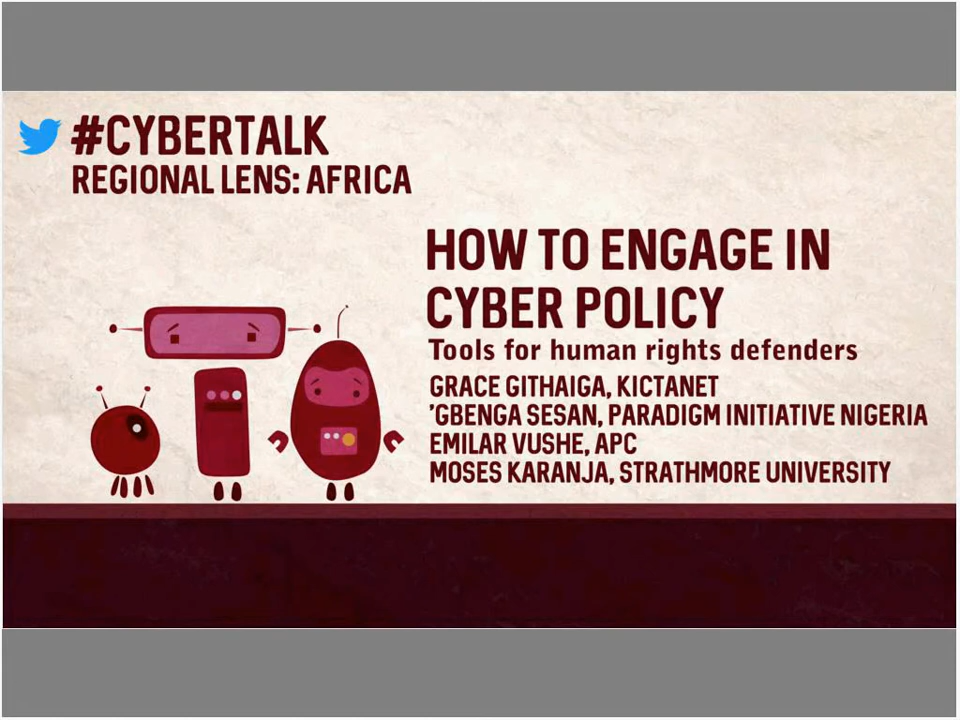 #CYBERTALK
REGIONAL LENS: AFRICA
HOW TO ENGAGE IN
CYBER POLICY
Tools for human rights defenders
GRACE GITHAIGA, KICTANET
'GBENGA SESAN, PARADIGM INITIATIVE NIGERIA
EMILAR VUSHE, APC
MOSES KARANJA, STRATHMORE UNIVERSITY